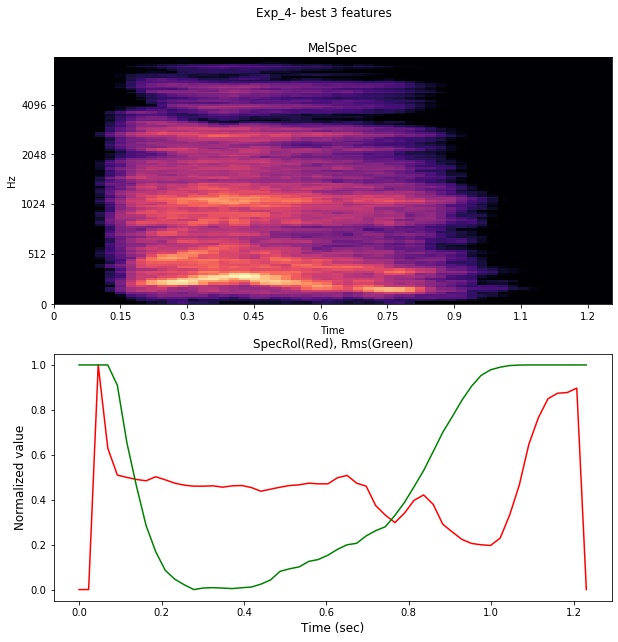 Exp_4- best 3 features
MelSpec
4096
2048
1024
512
0
Hz
0 0.15 0.3 0.45 0.6 0.75 0.9 1.1 1.2
Time
SpecRol(Red), Rms(Green)
1.0
0.8
0.6
0.4
0.2
0.0
Normalized value
0.0 0.2 0.4 0.6 0.8 1.0 1.2
Time (sec)